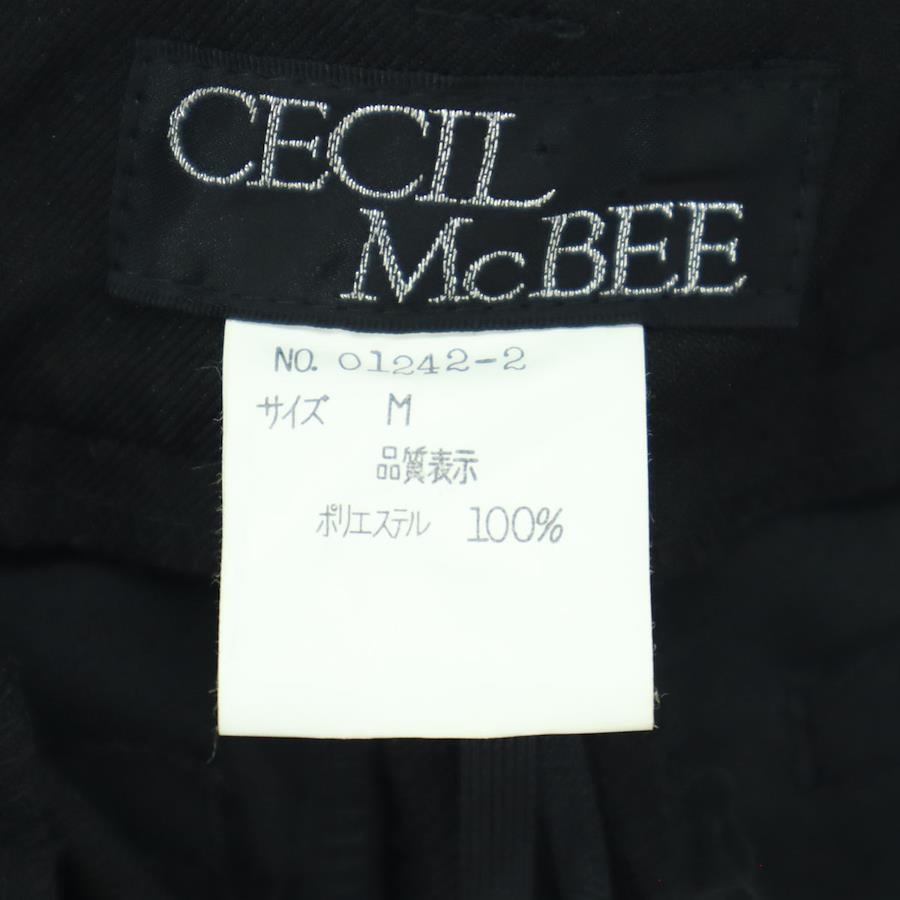 CECIL
McBEE
NO. 01242-2
サイズ M
品質表示
ポリエステル 100%